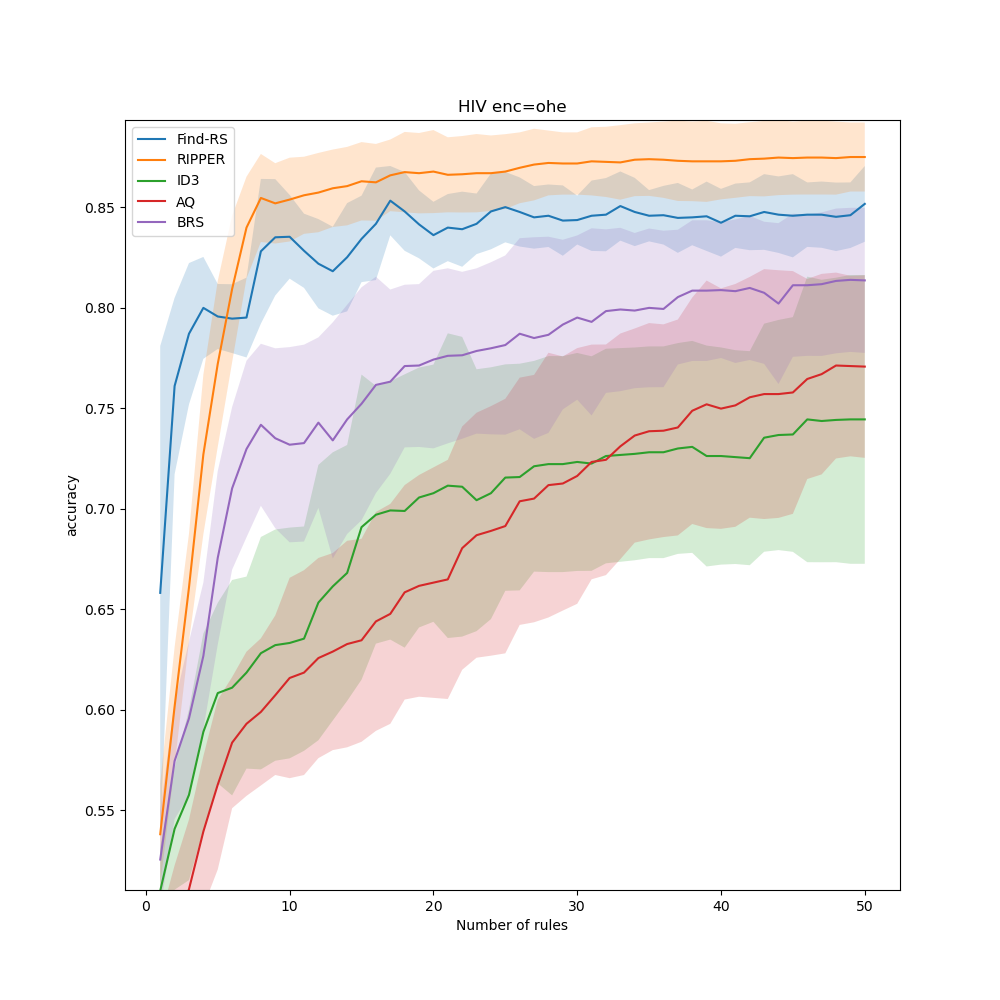 HIV enc=ohe
Find-RS
RIPPER
ID3
AQ
BRS
accuracy
0.85
0.80
0.75
0.70
0.65
0.60
0.55
0
10
20
30
40
50
Number of rules